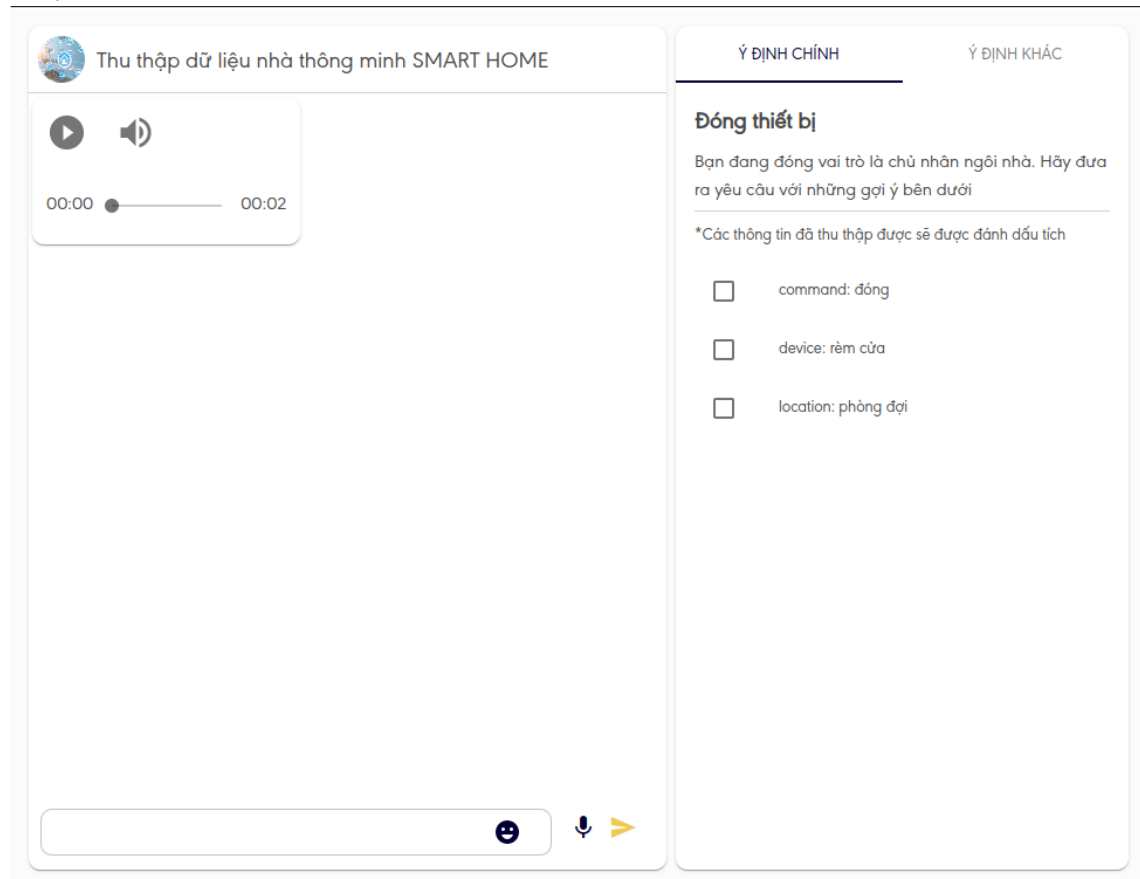 Thu thập dữ liệu nhà thông minh SMART HOME
00:00
00:02
Ý ĐỊNH CHÍNH
Ý ĐỊNH KHÁC
Đóng thiết bị
Bạn đang đóng vai trò là chủ nhân ngôi nhà. Hãy đưa
ra yêu cầu với những gợi ý bên dưới
*Các thông tin đã thu thập được sẽ được đánh dấu tích
command: đóng
device: rèm cửa
location: phòng đợi